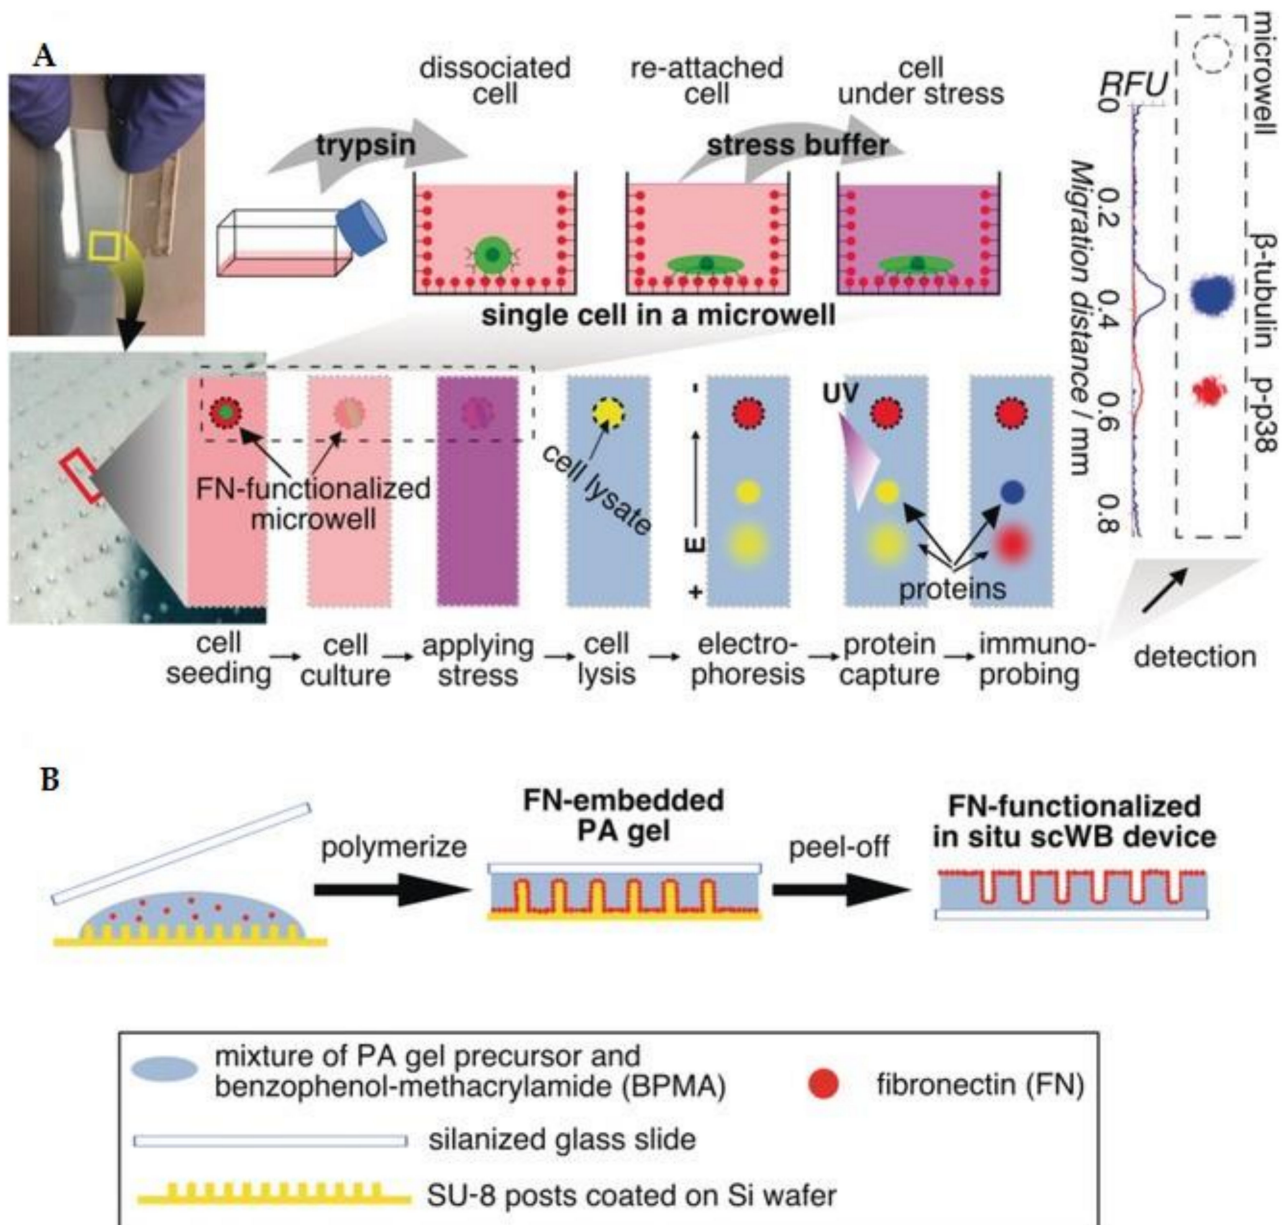 A
dissociated
cell
re-attached
cell
cell
under stress
trypsin
stress buffer
single cell in a microwell
FN-functionalized
microwell
cell lysate
+ E -
UV
proteins
cell
seeding
cell
culture
applying
stress
cell
lysis
electro-
phoresis
protein
capture
immuno-
probing
detection
RFU
0
0.2
0.4
0.6
0.8
Migration distance / mm
microwell
β-tubulin
p-p38
B
polymerize
FN-embedded
PA gel
peel-off
FN-functionalized
in situ scWB device
mixture of PA gel precursor and
benzophenol-methacrylamide (BPMA)
fibronectin (FN)
silanized glass slide
SU-8 posts coated on Si wafer